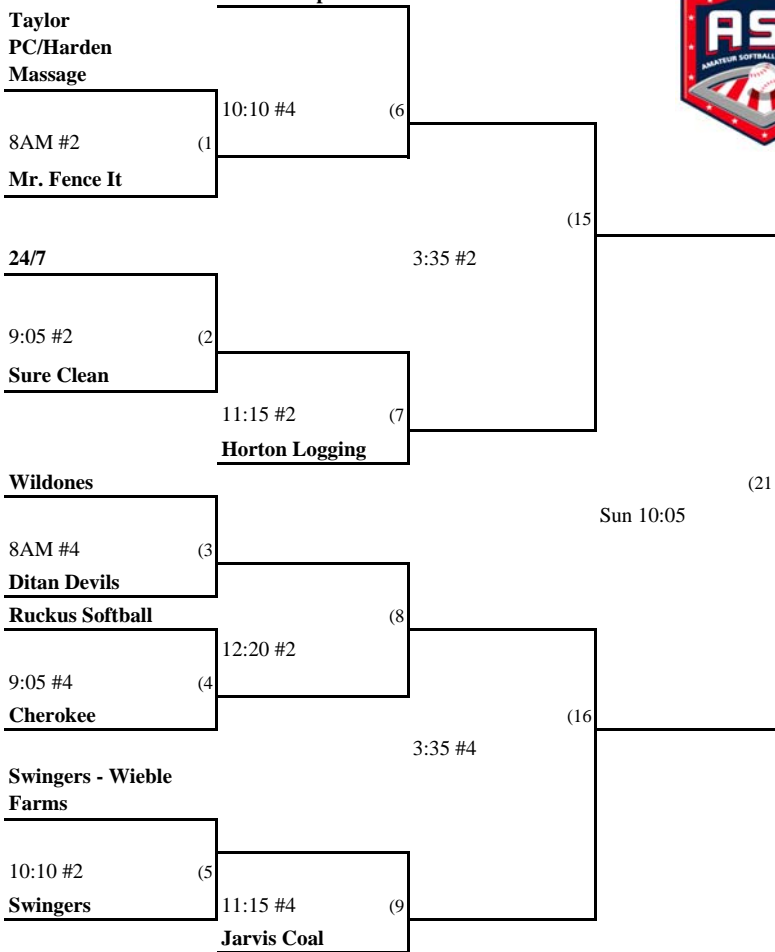 Taylor
PC/Harden
Massage
10:10 #4 (6
8AM #2 (1
Mr. Fence It
(15
24/7
3:35 #2
9:05 #2 (2
Sure Clean
11:15 #2 (7
Horton Logging
Wildones
(21
Sun 10:05
8AM #4 (3
Ditan Devils
Ruckus Softball
(8
12:20 #2
9:05 #4 (4
Cherokee
(16
3:35 #4
Swingers - Wieble
Farms
10:10 #2 (5
Swingers
11:15 #4 (9
Jarvis Coal
AS
AMATEUR SOFTBALL